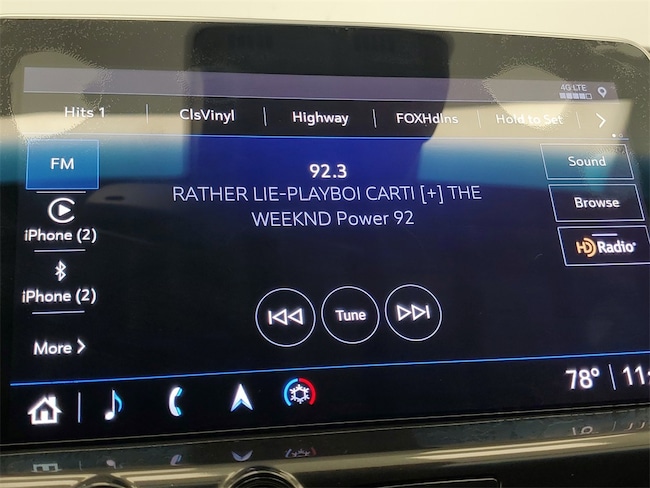 4G LTE
Hits 1 ClsVinyl Highway FOXHdlns Hold to Set
FM 92.3 Sound
RATHER LIE-PLAYBOI CARTI [+] THE
WEEKND Power 92
Browse
iPhone (2)
HD Radio
iPhone (2)
Tune
More
78° 11: